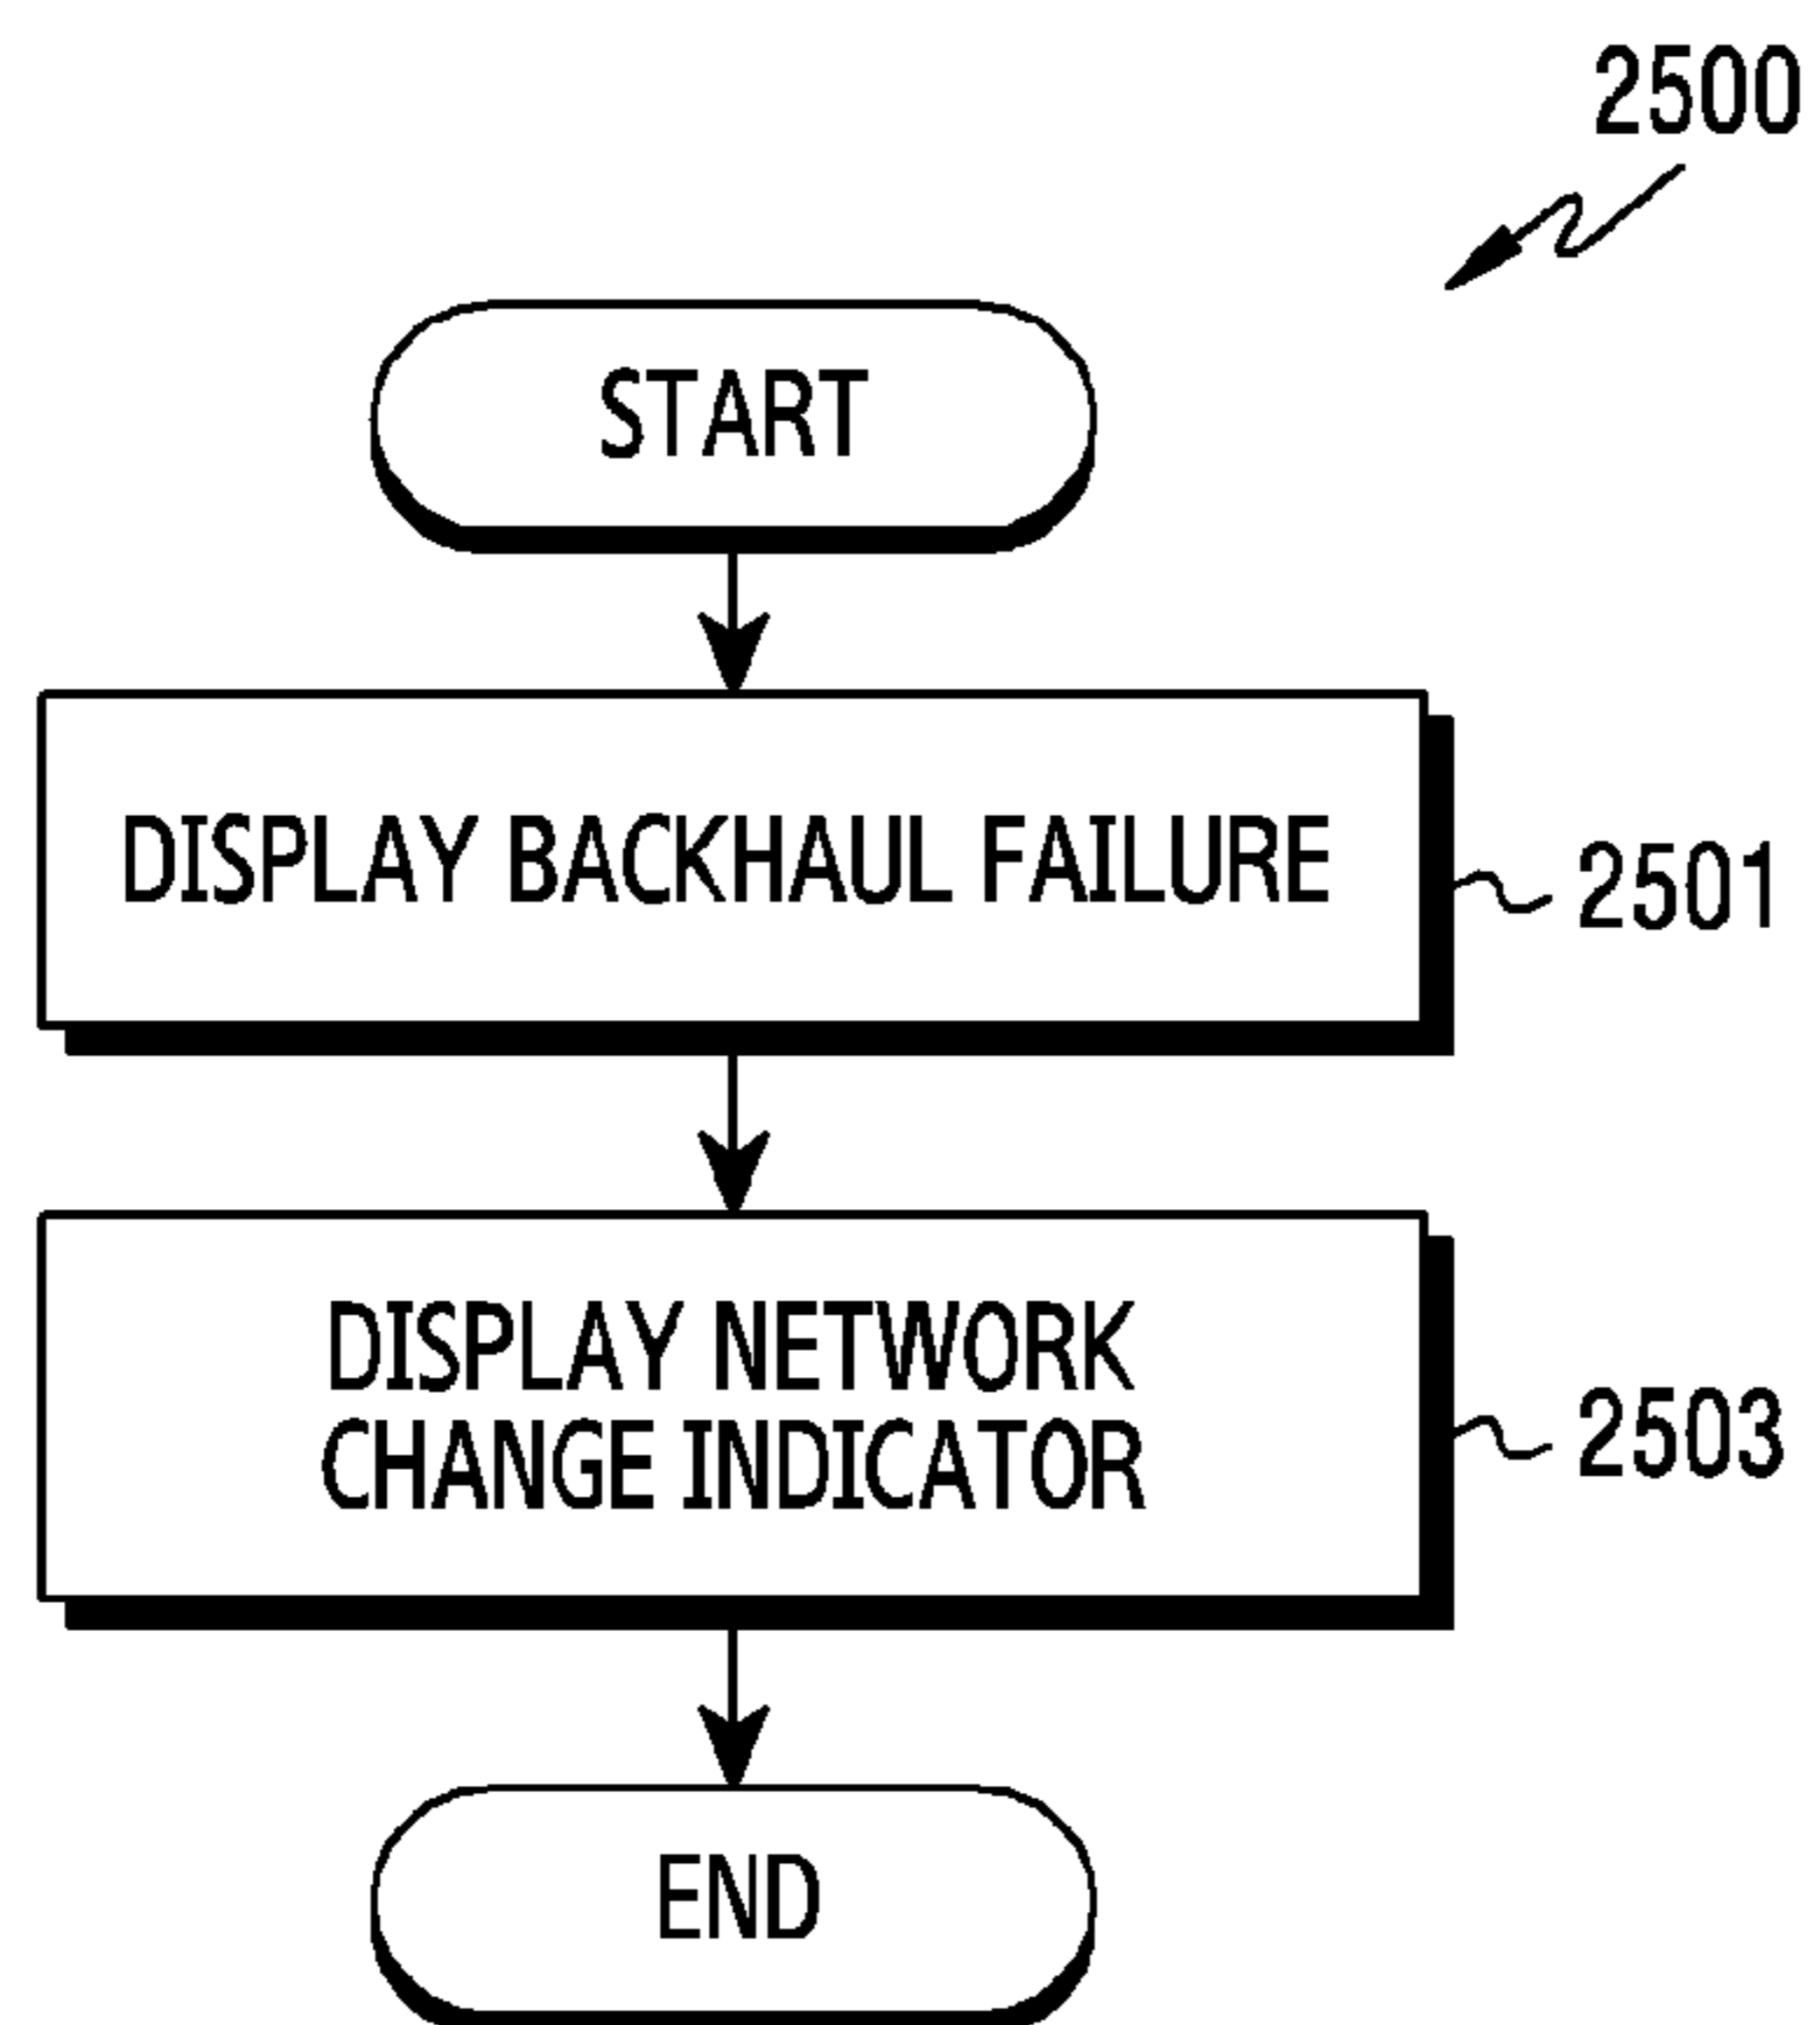 2500
START
DISPLAY BACKHAUL FAILURE
2501
DISPLAY NETWORK
CHANGE INDICATOR
2503
END